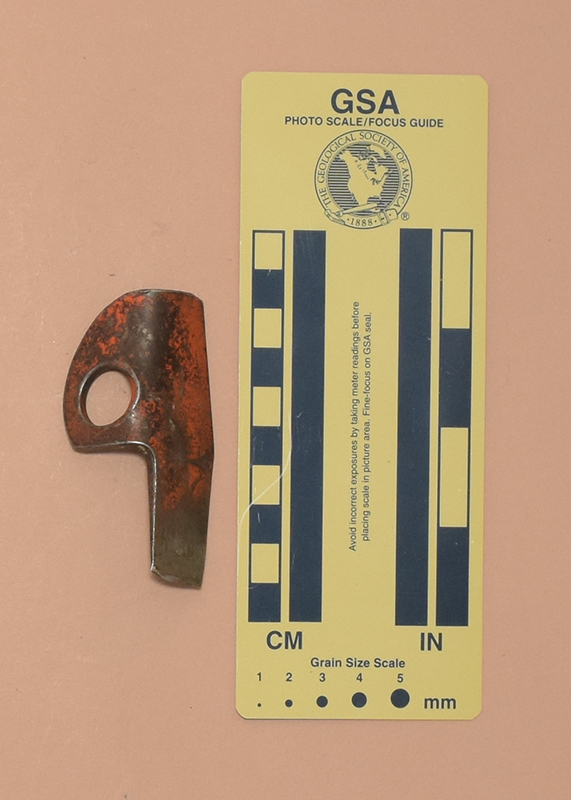 GSA
PHOTO SCALE/FOCUS GUIDE
THE GEOLOGICAL SOCIETY OF AMERICA
· 1888 ·
®
Avoid incorrect exposures by taking meter readings before
placing scale in picture area. Fine-focus on GSA seal.
CM
IN
Grain Size Scale
1 2 3 4 5
mm